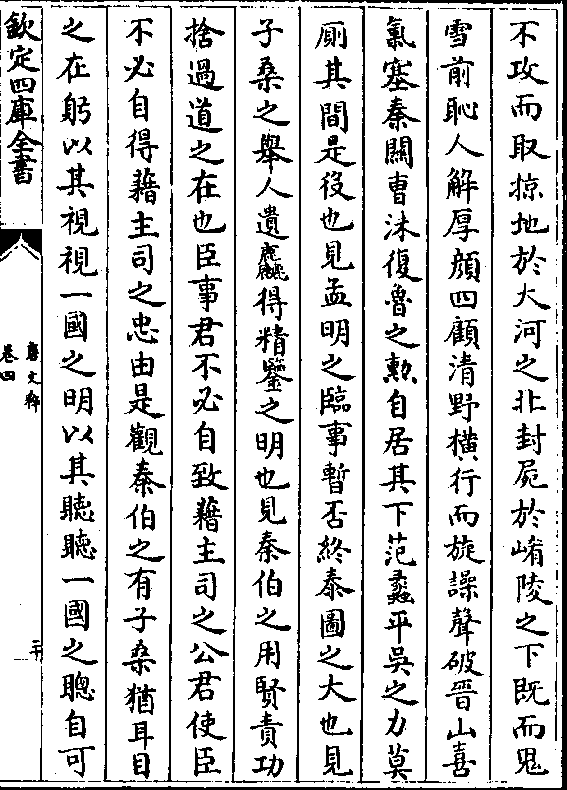 不攻而取掠地於大河之北封屍於崤陵之下既而鬼
雪前恥人解厚顔四顧清野橫行而旋譟聲破晉山喜
氣塞秦關曹沬復魯之勲自居其下范蠡平吳之力莫
厠其間是役也見孟明之臨事暫否終泰圖之大也見
子桑之舉人遺麤得精鑒之明也見秦伯之用賢責功
捨過道之在也臣事君不必自致藉主司之公君使臣
不必自得藉主司之忠由是觀秦伯之有子桑猶耳目
之在躬以其視視一國之明以其聽聽一國之聰自可
欽定四庫全書
唐文粹
卷四
二十